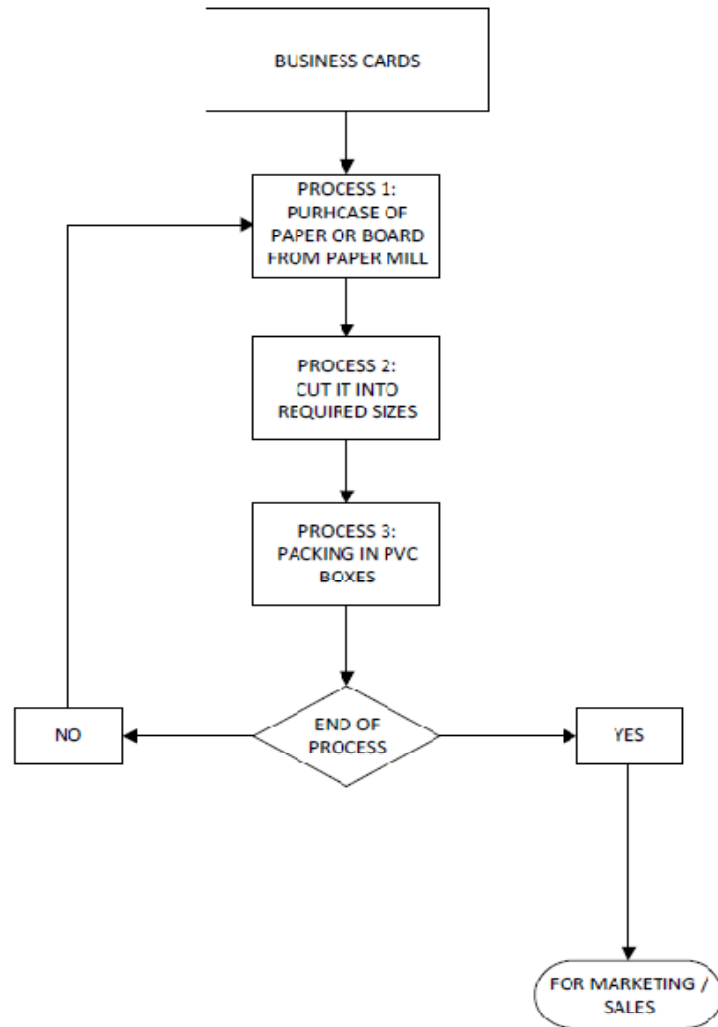 BUSINESS CARDS
PROCESS 1:
PURHCASE OF
PAPER OR BOARD
FROM PAPER MILL
PROCESS 2:
CUT IT INTO
REQUIRED SIZES
PROCESS 3:
PACKING IN PVC
BOXES
NO
END OF
PROCESS
YES
FOR MARKETING /
SALES